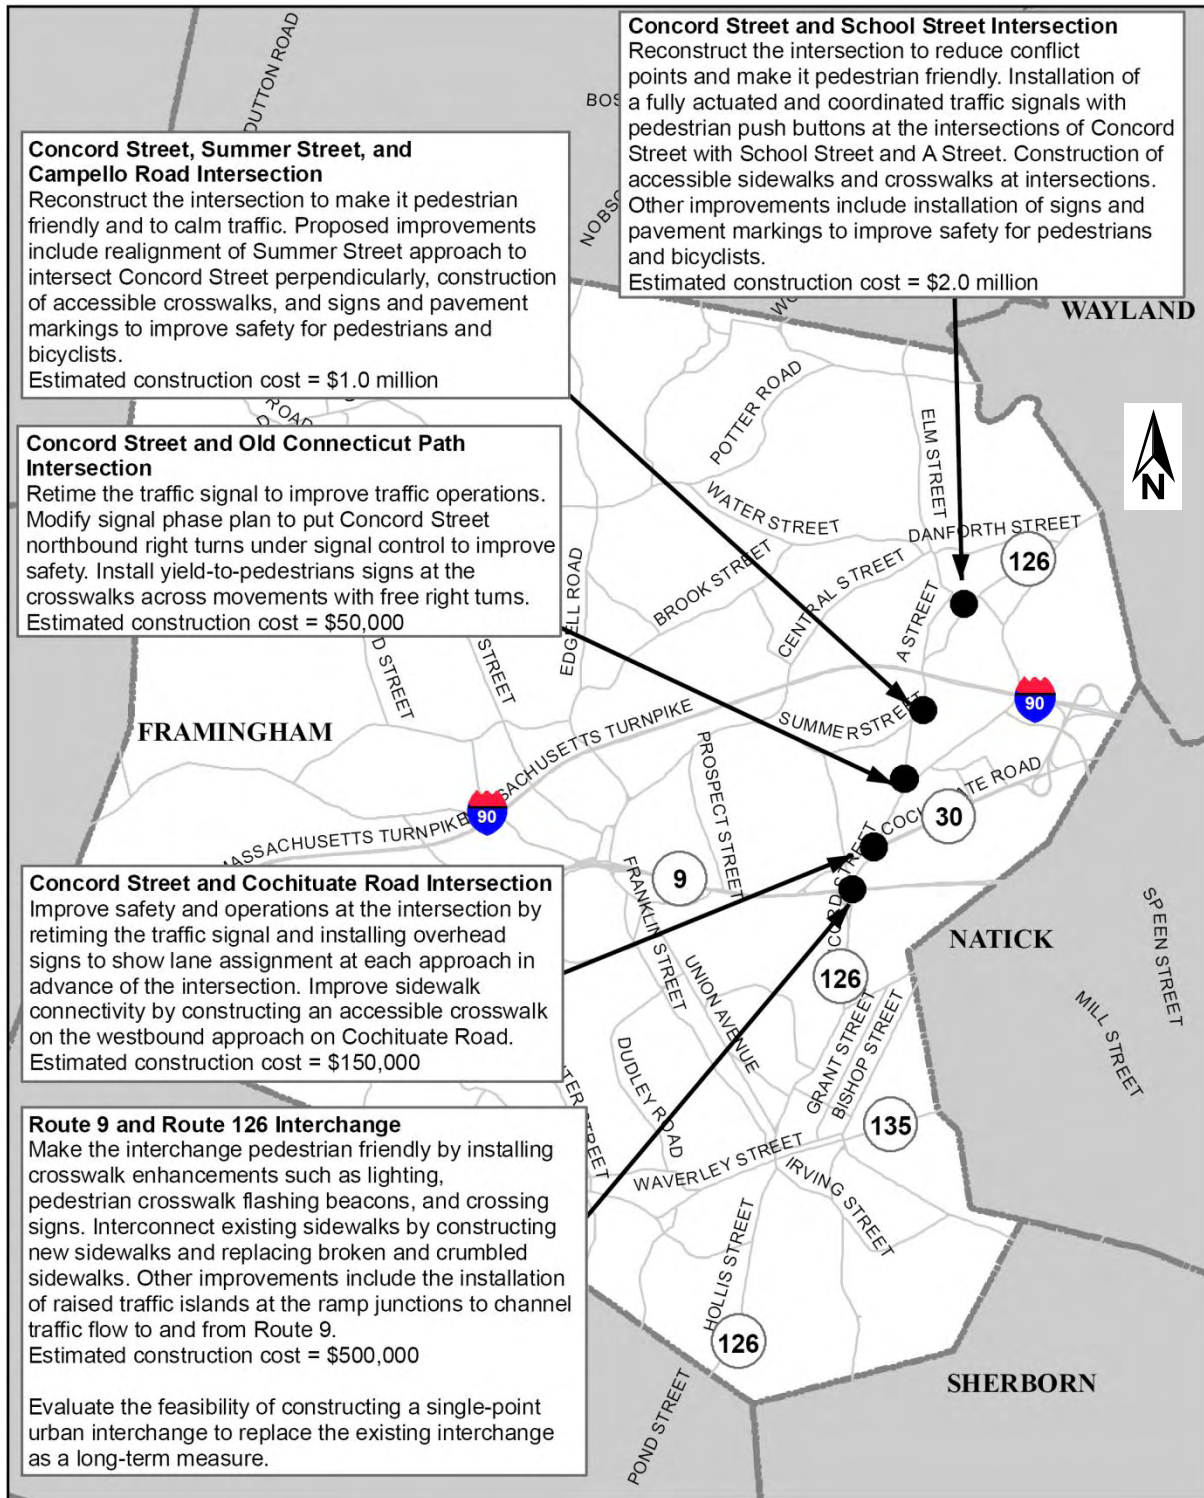 DUTTON ROAD
Concord Street and School Street Intersection
Reconstruct the intersection to reduce conflict
points and make it pedestrian friendly. Installation of
a fully actuated and coordinated traffic signals with
pedestrian push buttons at the intersections of Concord
Street with School Street and A Street. Construction of
accessible sidewalks and crosswalks at intersections.
Other improvements include installation of signs and
pavement markings to improve safety for pedestrians
and bicyclists.
Estimated construction cost = $2.0 million
Concord Street, Summer Street, and
Campello Road Intersection
Reconstruct the intersection to make it pedestrian
friendly and to calm traffic. Proposed improvements
include realignment of Summer Street approach to
intersect Concord Street perpendicularly, construction
of accessible crosswalks, and signs and pavement
markings to improve safety for pedestrians and
bicyclists.
Estimated construction cost = $1.0 million
WAYLAND
ROAD
POTTER ROAD
ELM STREET
N
Concord Street and Old Connecticut Path
Intersection
Retime the traffic signal to improve traffic operations.
Modify signal phase plan to put Concord Street
northbound right turns under signal control to improve
safety. Install yield-to-pedestrians signs at the
crosswalks across movements with free right turns.
Estimated construction cost = $50,000
WATER STREET
DANFORTH STREET
126
BROOK STREET
CENTRAL STREET
EDGELL ROAD
A STREET
STREET
D STREET
90
SUMMER STREET
FRAMINGHAM
MASSACHUSETTS TURNPIKE
PROSPECT STREET
COCHITUATE ROAD
30
90
MASSACHUSETTS TURNPIKE
Concord Street and Cochituate Road Intersection
Improve safety and operations at the intersection by
retiming the traffic signal and installing overhead
signs to show lane assignment at each approach in
advance of the intersection. Improve sidewalk
connectivity by constructing an accessible crosswalk
on the westbound approach on Cochituate Road.
Estimated construction cost = $150,000
9
FRANKLIN STREET
CORD STREET
NATICK
SPEEN STREET
MILL STREET
126
UNION AVENUE
GRANT STREET
BISHOP STREET
DUDLEY ROAD
135
WAVERLEY STREET
IRVING STREET
Route 9 and Route 126 Interchange
Make the interchange pedestrian friendly by installing
crosswalk enhancements such as lighting,
pedestrian crosswalk flashing beacons, and crossing
signs. Interconnect existing sidewalks by constructing
new sidewalks and replacing broken and crumbled
sidewalks. Other improvements include the installation
of raised traffic islands at the ramp junctions to channel
traffic flow to and from Route 9.
Estimated construction cost = $500,000
Evaluate the feasibility of constructing a single-point
urban interchange to replace the existing interchange
as a long-term measure.
HOLLIS STREET
126
SHERBORN
POND STREET